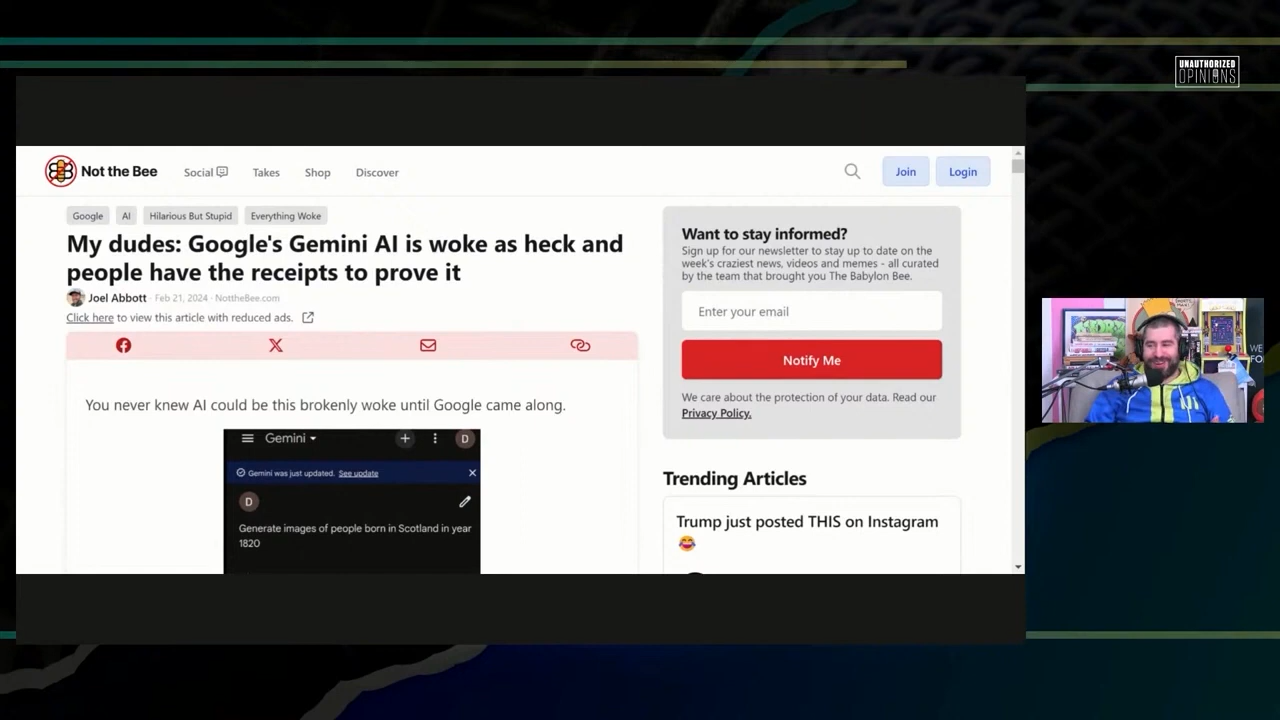 UNAUTHORIZED
OPINIONS
Not the Bee
Social
Takes
Shop
Discover
Join
Login
Google
AI
Hilarious But Stupid
Everything Woke
My dudes: Google's Gemini AI is woke as heck and
people have the receipts to prove it
Joel Abbott · Feb 21, 2024 · NottheBee.com
Click here to view this article with reduced ads.
You never knew AI could be this brokenly woke until Google came along.
Gemini
D
Gemini was just updated. See update
D
Generate images of people born in Scotland in year
1820
Want to stay informed?
Sign up for our newsletter to stay up to date on the
week's craziest news, videos and memes - all curated
by the team that brought you The Babylon Bee.
Enter your email
Notify Me
We care about the protection of your data. Read our
Privacy Policy.
Trending Articles
Trump just posted THIS on Instagram
😂
WE
FO